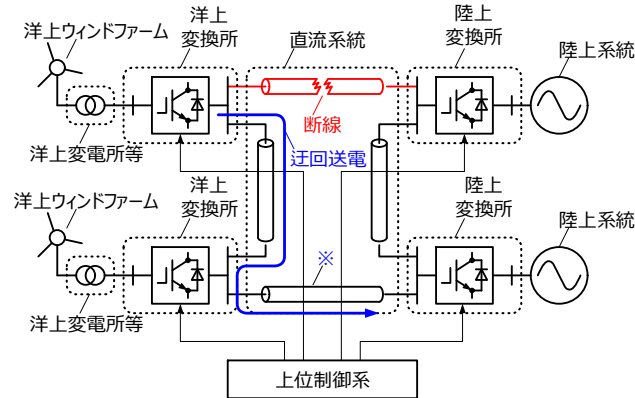 洋上ウィンドファーム
洋上
変換所
直流系統
陸上
変換所
陸上系統
断線
洋上変電所等
迂回送電
洋上ウィンドファーム
洋上
変換所
陸上
変換所
陸上系統
※
洋上変電所等
上位制御系